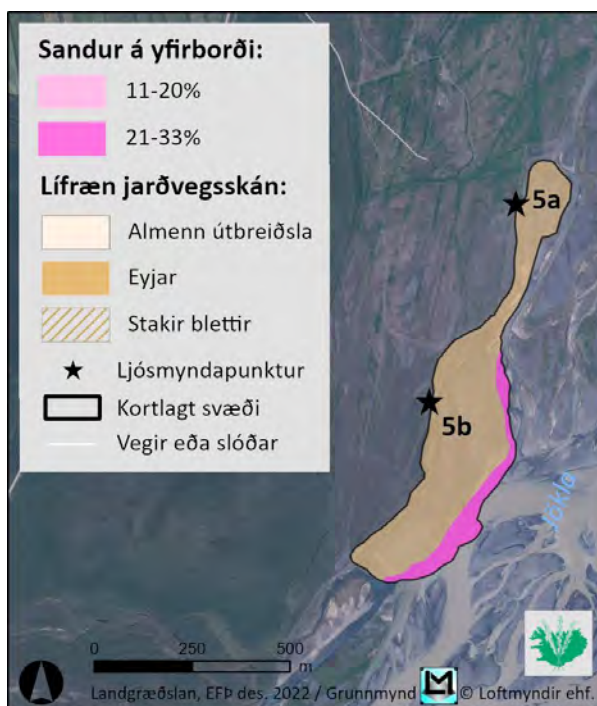 Sandur á yfirborði:
11-20%
21-33%
Lífræn jarðvegsskán:
Almenn útbreiðsla
Eyjar
Stakir blettir
Ljósmyndapunktur
Kortlagt svæði
Vegir eða slóðar
5a
5b
Jökla
0 250 500
m
Landgræðslan, EFÞ des. 2022 / Grunnmynd LM © Loftmyndir ehf.